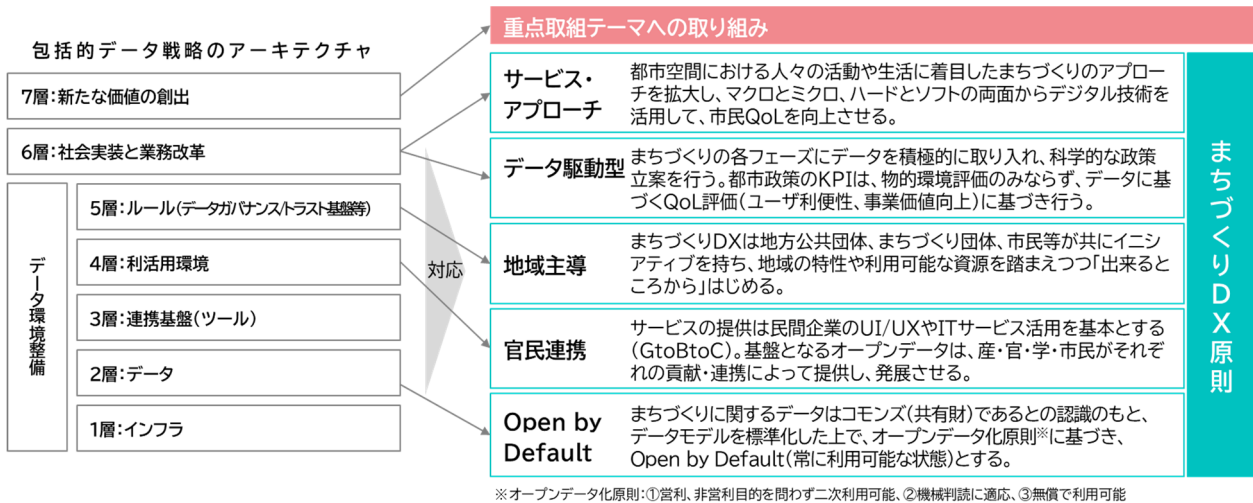 包括的データ戦略のアーキテクチャ
7層:新たな価値の創出
6層:社会実装と業務改革
データ環境整備
5層:ルール(データガバナンス/トラスト基盤等)
4層:利活用環境
3層:連携基盤(ツール)
2層:データ
1層:インフラ
対応
重点取組テーマへの取り組み
サービス・
アプローチ
都市空間における人々の活動や生活に着目したまちづくりのアプロー
チを拡大し、マクロとミクロ、ハードとソフトの両面からデジタル技術を
活用して、市民QoLを向上させる。
データ駆動型
まちづくりの各フェーズにデータを積極的に取り入れ、科学的な政策
立案を行う。都市政策のKPIは、物的環境評価のみならず、データに基
づくQoL評価(ユーザ利便性、事業価値向上)に基づき行う。
地域主導
まちづくりDXは地方公共団体、まちづくり団体、市民等が共にイニシ
アティブを持ち、地域の特性や利用可能な資源を踏まえつつ「出来ると
ころから」はじめる。
官民連携
サービスの提供は民間企業のUI/UXやITサービス活用を基本とする
(GtoBtoC)。基盤となるオープンデータは、産・官・学・市民がそれぞ
れの貢献・連携によって提供し、発展させる。
Open by
Default
まちづくりに関するデータはコモンズ(共有財)であるとの認識のもと、
データモデルを標準化した上で、オープンデータ化原則※に基づき、
Open by Default(常に利用可能な状態)とする。
まちづくりDX原則
※オープンデータ化原則:①営利、非営利目的を問わず二次利用可能、②機械判読に適応、③無償で利用可能